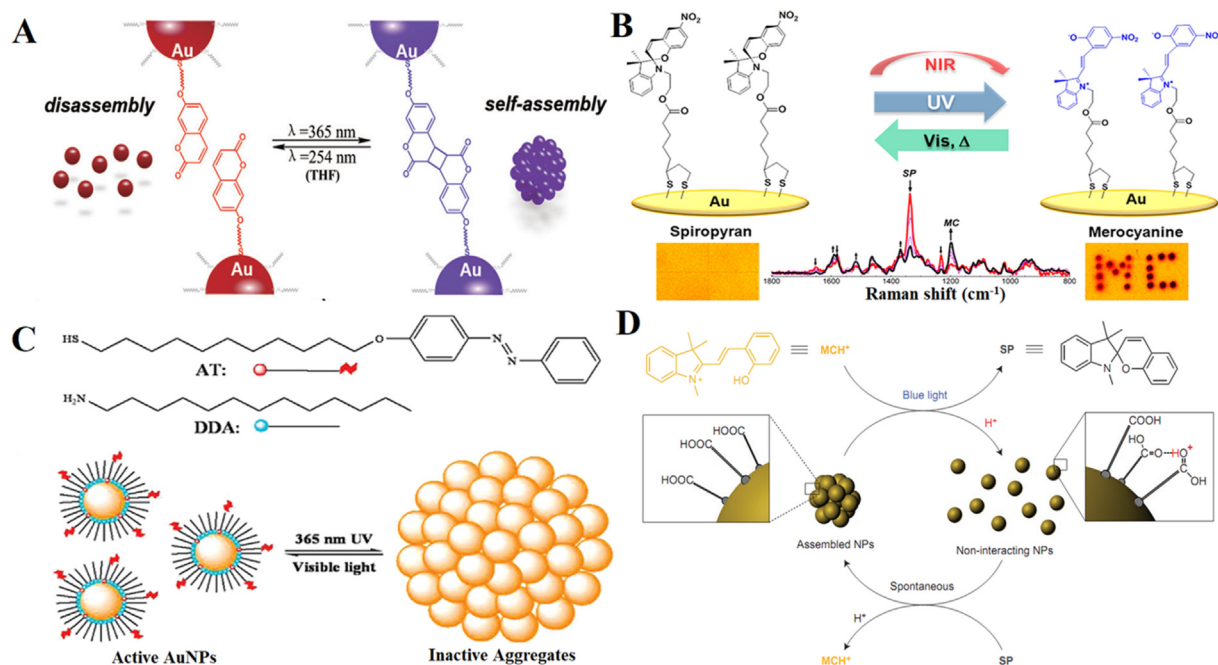 A
Au
disassembly
λ =365 nm
λ =254 nm
(THF)
Au
self-assembly
Au
Au
B
NO₂
NO₂
NIR
UV
Vis, Δ
SP
MC
Au
Spiropyran
1800 1600 1400 1200 1000 800
Raman shift (cm⁻¹)
NO₂
NO
Au
Merocyanine
ME
C
HS
O
N
N
AT:
H₂N
DDA:
365 nm UV
Visible light
Active AuNPs
Inactive Aggregates
D
N⁺
HO
≡
MCH⁺
SP
≡
N
O
Blue light
H⁺
HOOC
HOOC
HOOC
COOH
HO
C
O
H
O⁺
C
OH
Assembled NPs
Non-interacting NPs
Spontaneous
H⁺
MCH⁺
SP